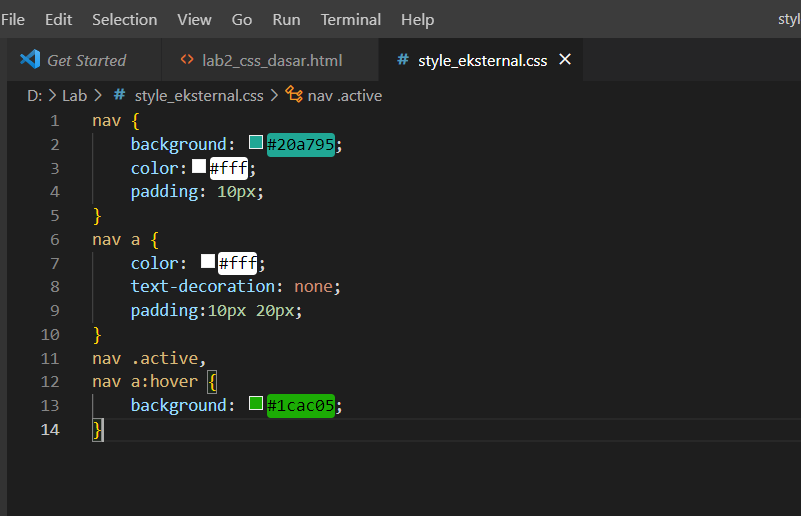 File Edit Selection View Go Run Terminal Help styl
Get Started lab2_css_dasar.html # style_eksternal.css
D: > Lab > # style_eksternal.css > nav .active
1 nav {
2 background: #20a795;
3 color: #fff;
4 padding: 10px;
5 }
6 nav a {
7 color: #fff;
8 text-decoration: none;
9 padding:10px 20px;
10 }
11 nav .active,
12 nav a:hover {
13 background: #1cac05;
14 }